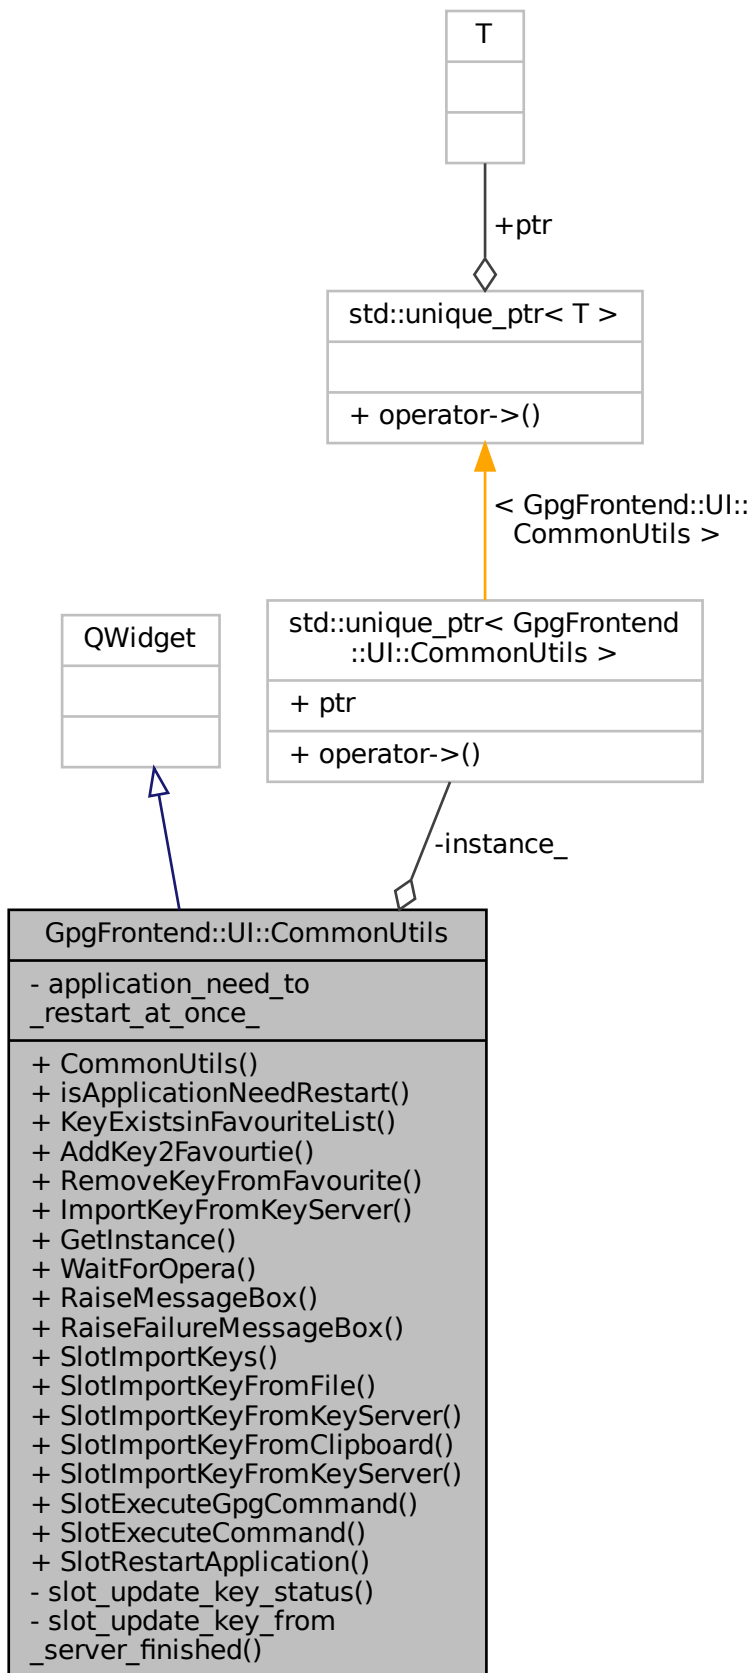 T
+ptr
std::unique_ptr< T >
+ operator->()
< GpgFrontend::UI::
CommonUtils >
std::unique_ptr< GpgFrontend
::UI::CommonUtils >
+ ptr
+ operator->()
QWidget
-instance_
GpgFrontend::UI::CommonUtils
- application_need_to
_restart_at_once_
+ CommonUtils()
+ isApplicationNeedRestart()
+ KeyExistsinFavouriteList()
+ AddKey2Favourtie()
+ RemoveKeyFromFavourite()
+ ImportKeyFromKeyServer()
+ GetInstance()
+ WaitForOpera()
+ RaiseMessageBox()
+ RaiseFailureMessageBox()
+ SlotImportKeys()
+ SlotImportKeyFromFile()
+ SlotImportKeyFromKeyServer()
+ SlotImportKeyFromClipboard()
+ SlotImportKeyFromKeyServer()
+ SlotExecuteGpgCommand()
+ SlotExecuteCommand()
+ SlotRestartApplication()
- slot_update_key_status()
- slot_update_key_from
_server_finished()